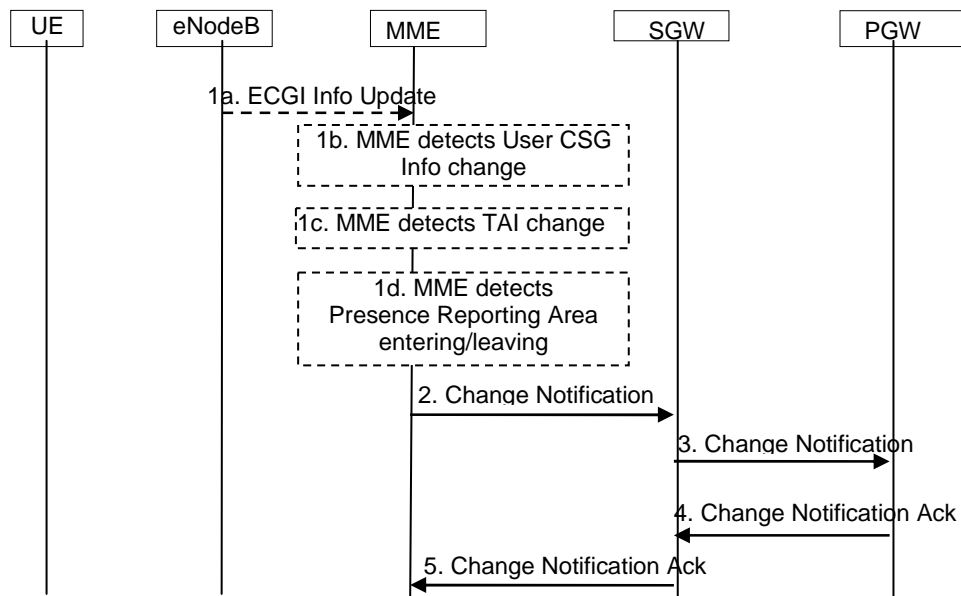 UE
eNodeB
MME
SGW
PGW
1a. ECGI Info Update
1b. MME detects User CSG
Info change
1c. MME detects TAI change
1d. MME detects
Presence Reporting Area
entering/leaving
2. Change Notification
3. Change Notification
4. Change Notification Ack
5. Change Notification Ack